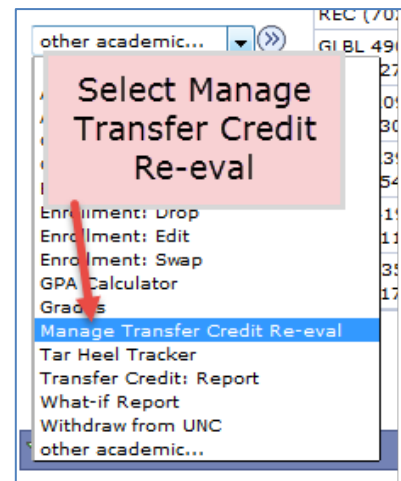 REC (702
other academic...
GLBL 490
Select Manage
Transfer Credit
Re-eval
Enrollment: Drop
Enrollment: Edit
Enrollment: Swap
GPA Calculator
Grades
Manage Transfer Credit Re-eval
Tar Heel Tracker
Transfer Credit: Report
What-if Report
Withdraw from UNC
other academic...